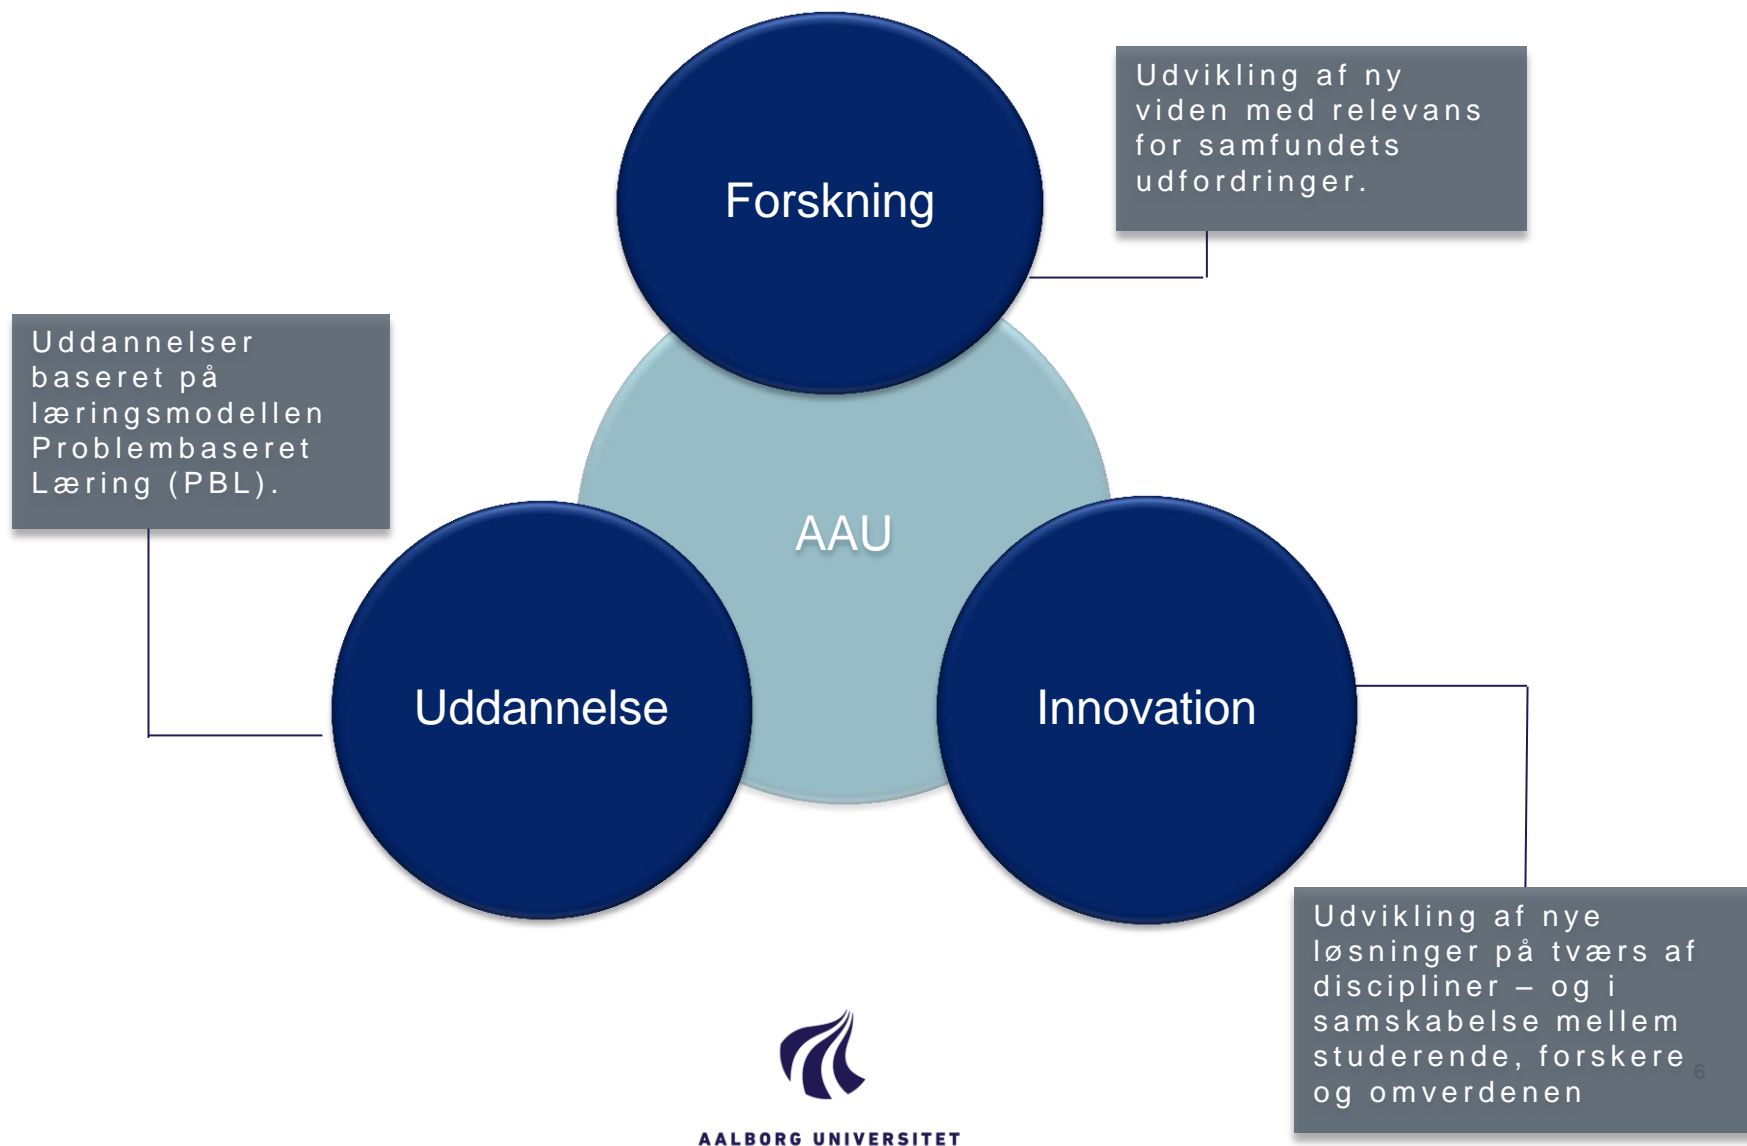 Forskning
Udvikling af ny
viden med relevans
for samfundets
udfordringer.
Uddannelser
baseret på
læringsmodellen
Problembaseret
Læring (PBL).
AAU
Uddannelse
Innovation
Udvikling af nye
løsninger på tværs af
discipliner – og i
samskabelse mellem
studerende, forskere
og omverdenen
6
AALBORG UNIVERSITET